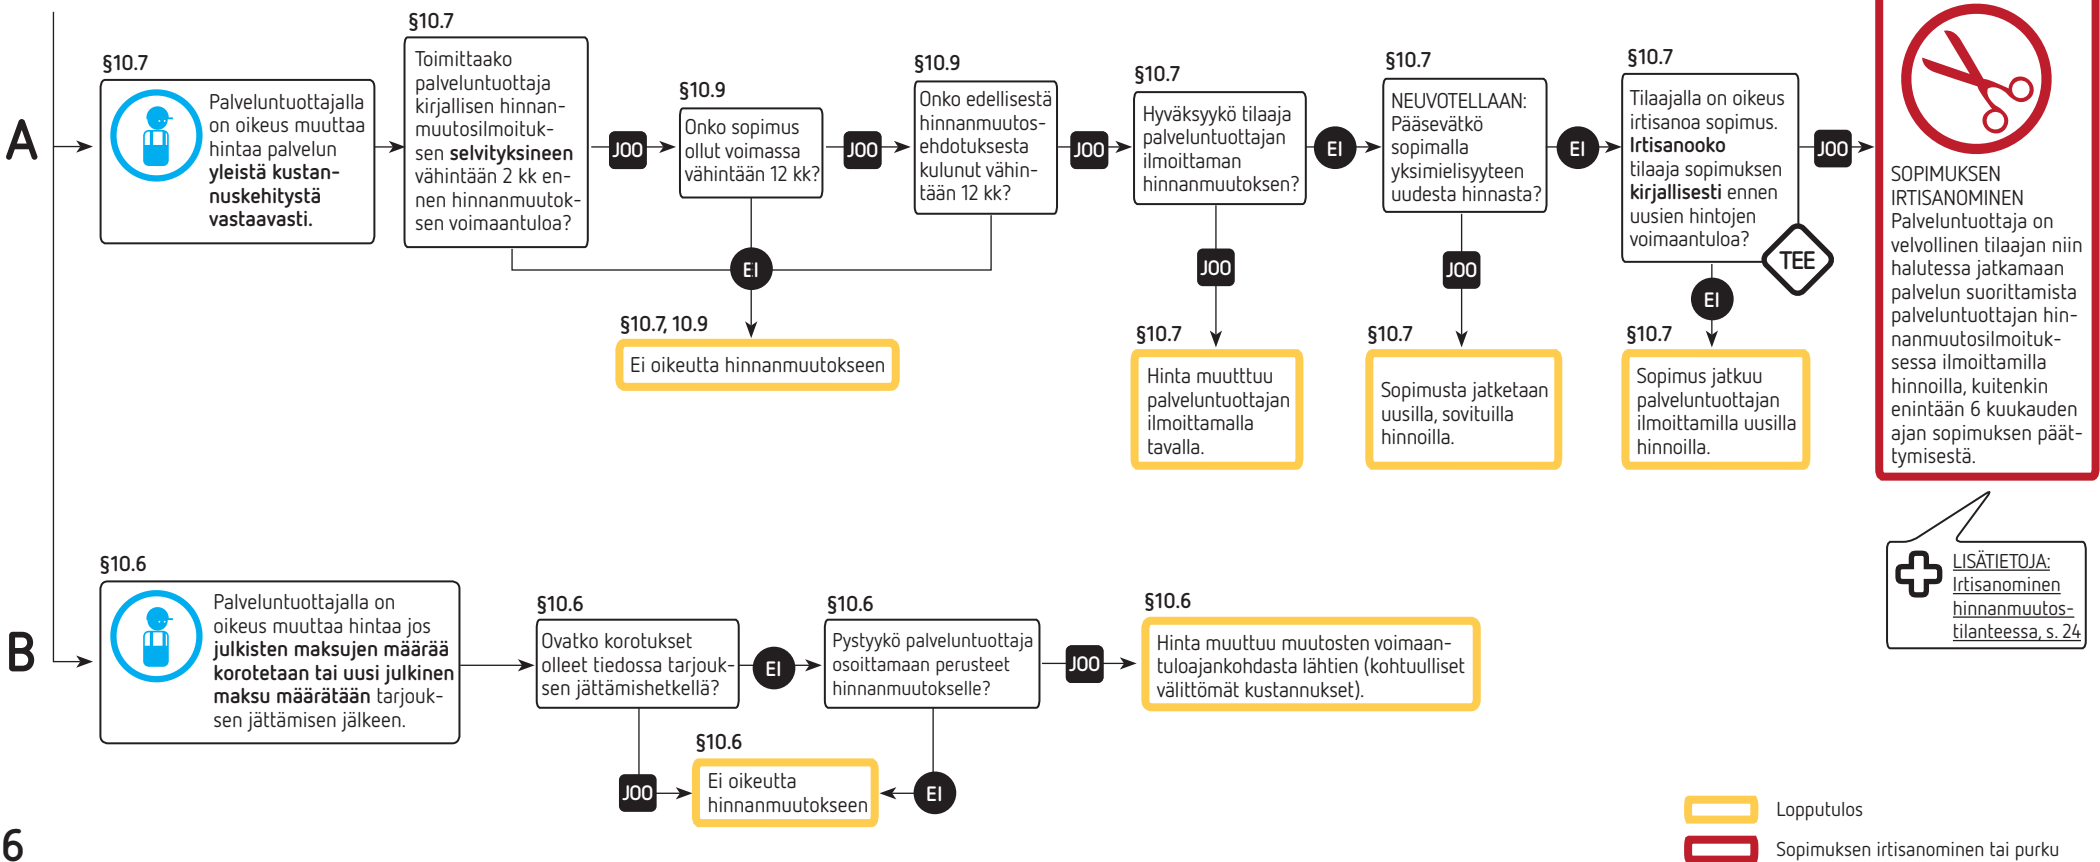 A
§10.7
Palveluntuottajalla
on oikeus muuttaa
hintaa palvelun
yleistä kustan-
nuskehitystä
vastaavasti.
§10.7
Toimittaako
palveluntuottaja
kirjallisen hinnan-
muutosilmoituk-
sen selvityksineen
vähintään 2 kk en-
nen hinnanmuutok-
sen voimaantuloa?
JOO
§10.9
Onko sopimus
ollut voimassa
vähintään 12 kk?
JOO
§10.9
Onko edellisestä
hinnanmuutos-
ehdotuksesta
kulunut vähin-
tään 12 kk?
EI
§10.7, 10.9
Ei oikeutta hinnanmuutokseen
JOO
§10.7
Hyväksyykö tilaaja
palveluntuottajan
ilmoittaman
hinnanmuutoksen?
JOO
§10.7
Hinta muutttuu
palveluntuottajan
ilmoittamalla
tavalla.
EI
§10.7
NEUVOTELLAAN:
Pääsevätkö
sopimalla
yksimielisyyteen
uudesta hinnasta?
JOO
§10.7
Sopimusta jatketaan
uusilla, sovituilla
hinnoilla.
EI
§10.7
Tilaajalla on oikeus
irtisanoa sopimus.
Irtisanooko
tilaaja sopimuksen
kirjallisesti ennen
uusien hintojen
voimaantuloa?
TEE
EI
§10.7
Sopimus jatkuu
palveluntuottajan
ilmoittamilla uusilla
hinnoilla.
JOO
SOPIMUKSEN
IRTISANOMINEN
Palveluntuottaja on
velvollinen tilaajan niin
halutessa jatkamaan
palvelun suorittamista
palveluntuottajan hin-
nanmuutosilmoituk-
sessa ilmoittamilla
hinnoilla, kuitenkin
enintään 6 kuukauden
ajan sopimuksen päät-
tymisestä.
LISÄTIETOJA:
Irtisanominen
hinnanmuutos-
tilanteessa, s. 24
B
§10.6
Palveluntuottajalla on
oikeus muuttaa hintaa jos
julkisten maksujen määrää
korotetaan tai uusi julkinen
maksu määrätään tarjouk-
sen jättämisen jälkeen.
§10.6
Ovatko korotukset
olleet tiedossa tarjouk-
sen jättämishetkellä?
EI
§10.6
Pystyykö palveluntuottaja
osoittamaan perusteet
hinnanmuutokselle?
JOO
§10.6
Hinta muuttuu muutosten voimaan-
tuloajankohdasta lähtien (kohtuulliset
välittömät kustannukset).
JOO
§10.6
Ei oikeutta
hinnanmuutokseen
EI
Lopputulos
Sopimuksen irtisanominen tai purku
6